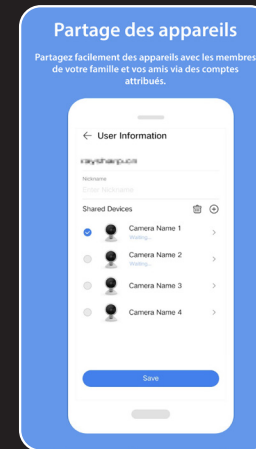 Partage des appareils
Partagez facilement des appareils avec les membres
de votre famille et vos amis via des comptes
attribués.
← User Information
raysharp.cn
Nickname
Enter Nickname
Shared Devices
Camera Name 1
Waiting...
Camera Name 2
Waiting...
Camera Name 3
Camera Name 4
Save